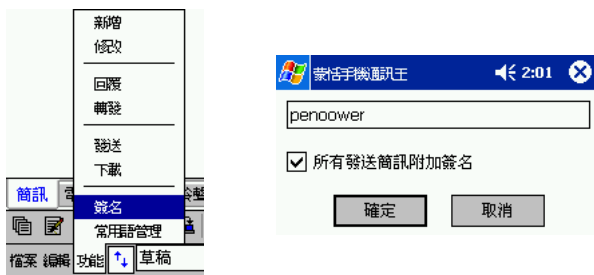 新增
修改
回覆
轉發
發送
下載
簽名
常用語管理
簡訊
檔案 編輯 功能 草稿
蒙恬手機通訊王 2:01
penoower
所有發送簡訊附加簽名
確定 取消